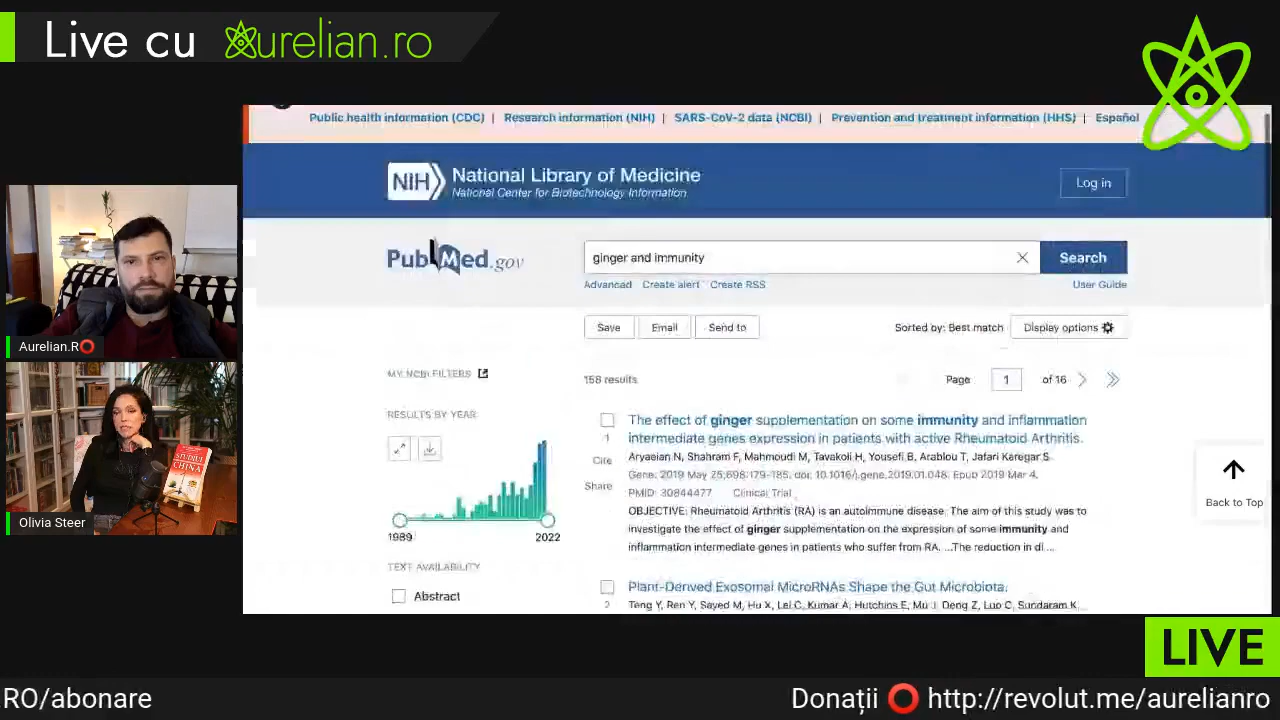 Live cu Aurelian.ro
Public health information (CDC) | Research information (NIH) | SARS-CoV-2 data (NCBI) | Prevention and treatment information (HHS) | Español
NIH National Library of Medicine
National Center for Biotechnology Information
Log in
PubMed.gov
ginger and immunity
Search
Advanced Create alert Create RSS
User Guide
Save Email Send to
Sorted by: Best match
Display options
MY NCBI FILTERS
158 results
Page 1 of 16
RESULTS BY YEAR
1989 2022
TEXT AVAILABILITY
Abstract
1
Cite
Share
The effect of ginger supplementation on some immunity and inflammation
intermediate genes expression in patients with active Rheumatoid Arthritis.
Aryaeian N, Shahram F, Mahmoudi M, Tavakoli H, Yousefi B, Arablou T, Jafari Karegar S.
Gene. 2019 May 25;698:179-185. doi: 10.1016/j.gene.2019.01.048. Epub 2019 Mar 4.
PMID: 30844477 Clinical Trial.
OBJECTIVE: Rheumatoid Arthritis (RA) is an autoimmune disease. The aim of this study was to
investigate the effect of ginger supplementation on the expression of some immunity and
inflammation intermediate genes in patients who suffer from RA. ...The reduction in di ...
2
Plant-Derived Exosomal MicroRNAs Shape the Gut Microbiota.
Teng Y, Ren Y, Sayed M, Hu X, Lei C, Kumar A, Hutchins E, Mu J, Deng Z, Luo C, Sundaram K,
Back to Top
Aurelian.R
STUDIUL
CHINA
Olivia Steer
LIVE
.RO/abonare
Donații http://revolut.me/aurelianro